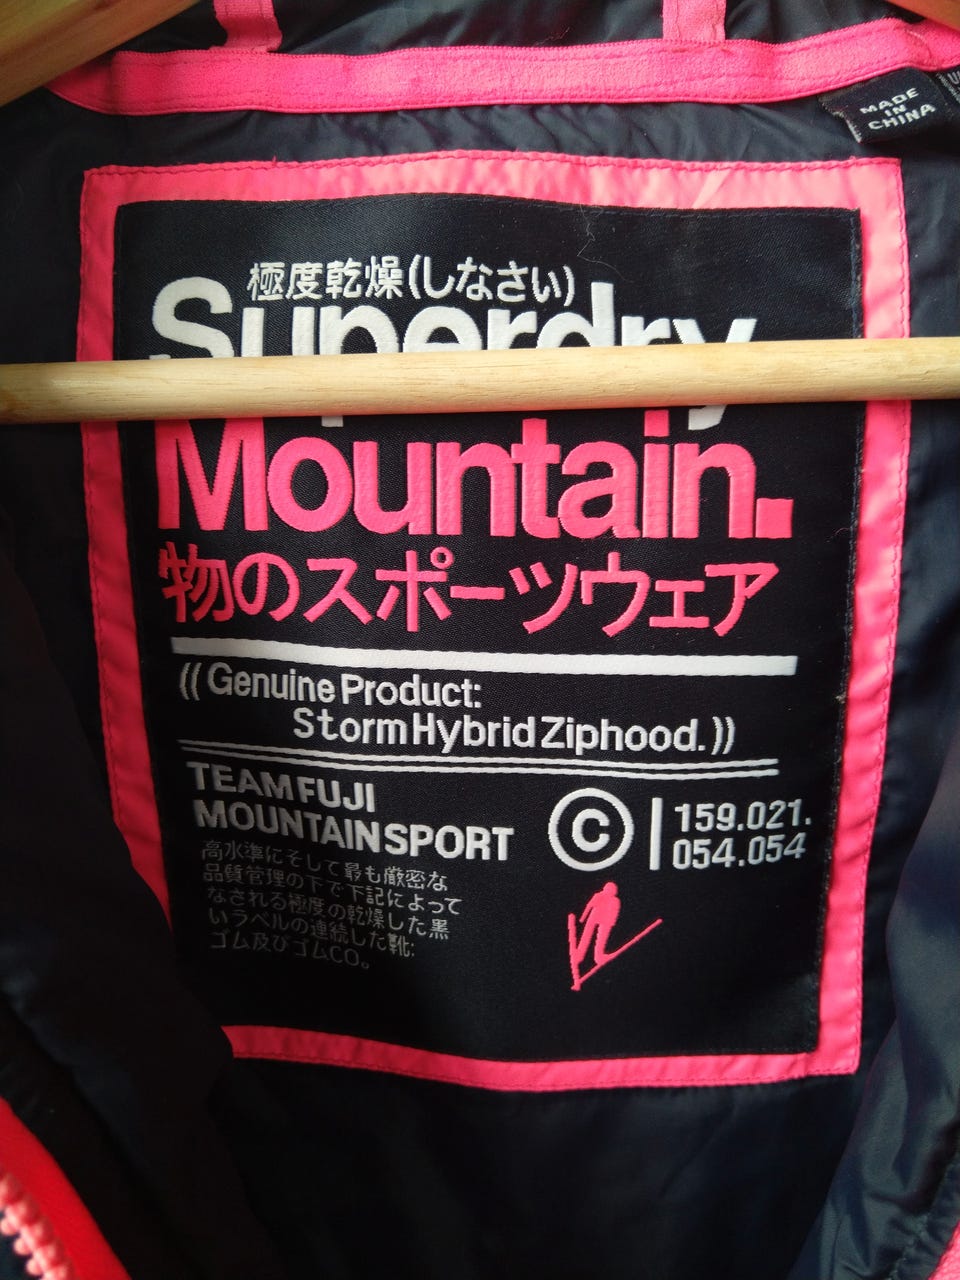 MADE
IN
CHINA
極度乾燥(しなさい)
Superdry
Mountain.
物のスポーツウェア
(( Genuine Product:
Storm Hybrid Ziphood. ))
TEAM FUJI
MOUNTAIN SPORT
© 159.021.
054.054
高水準にそして最も厳密な
品質管理の下で下記によって
なされる極度の乾燥した黒
いラベルの連続した靴:
ゴム及びゴムCO。